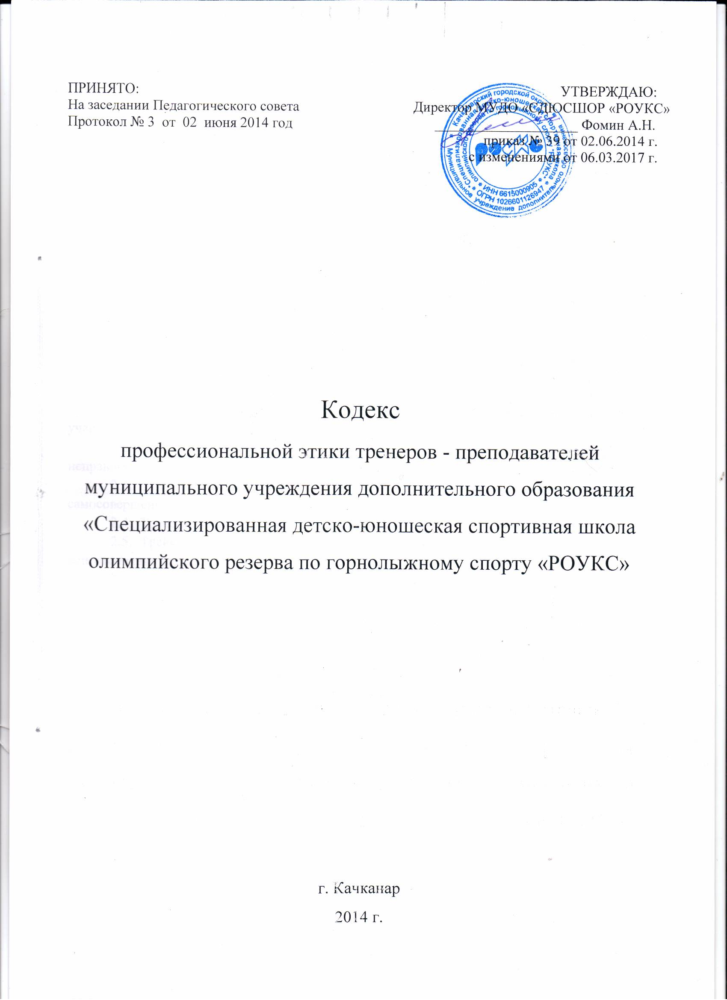 ПРИНЯТО:
На заседании Педагогического совета
Протокол № 3 от 02 июня 2014 год
УТВЕРЖДАЮ:
Директор МУДО «СДЮСШОР «РОУКС»
____________________ Фомин А.Н.
приказ № 39 от 02.06.2014 г.
с изменениями от 06.03.2017 г.
* Качканарский городской округ *
Муниципальное учреждение дополнительного образования
"Специализированная детско-юношеская спортивная школа
олимпийского резерва по горнолыжному спорту "РОУКС"
* ОГРН 1026601126947 *
* ИНН 6615000905 *
роукс
Кодекс
профессиональной этики тренеров - преподавателей
муниципального учреждения дополнительного образования
«Специализированная детско-юношеская спортивная школа
олимпийского резерва по горнолыжному спорту «РОУКС»
г. Качканар
2014 г.